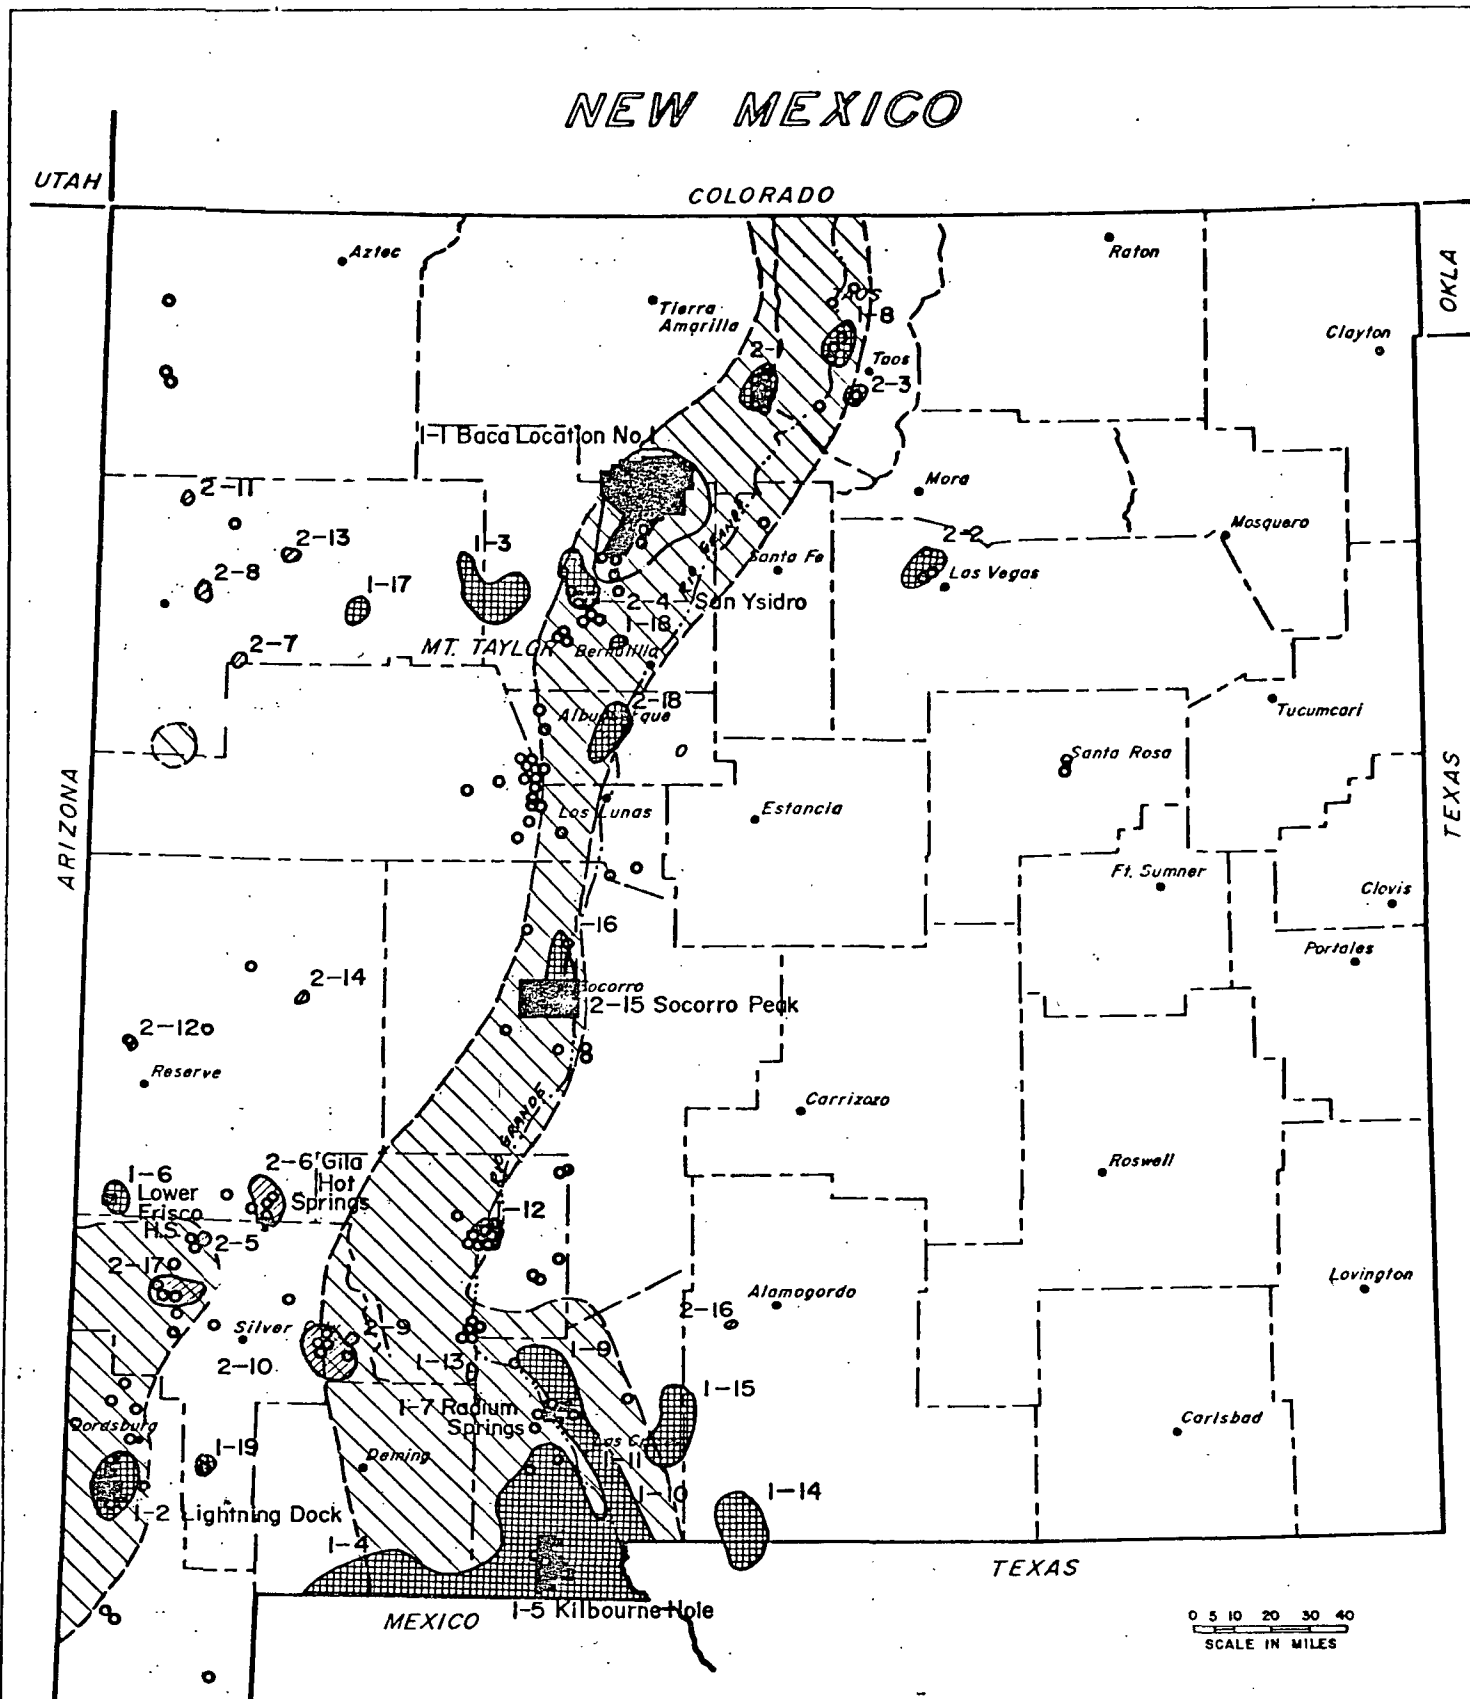 NEW MEXICO
UTAH
COLORADO
OKLA
Aztec
Raton
Tierra
Amarilla
TAOS
1-8
Clayton
2-1
Taos
2-3
1-1 Baca Location No. 1
2-11
Mora
Mosquero
2-13
1-3
2-2
RIO GRANDE
Santa Fe
Las Vegas
2-8
1-17
2-4 San Ysidro
1-18
MT. TAYLOR
Bernalillo
2-7
2-18
Albuquerque
Tucumcari
Santa Rosa
ARIZONA
TEXAS
Los Lunas
Estancia
Ft. Sumner
Clovis
1-16
Portales
2-14
Socorro
2-15 Socorro Peak
2-12
Reserve
RIO GRANDE
Carrizozo
Roswell
1-6
Lower
Frisco
H.S.
2-6 Gila
Hot
Springs
1-12
2-5
2-17
Alamogordo
Lovington
2-16
Silver
2-9
2-10
1-13
1-9
1-15
1-7 Radium
Springs
Lordsburg
Carlsbad
1-19
Deming
Las
1-11
1-10
1-14
1-2 Lightning Dock
1-4
TEXAS
1-5 Kilbourne Hole
MEXICO
0 5 10 20 30 40
SCALE IN MILES